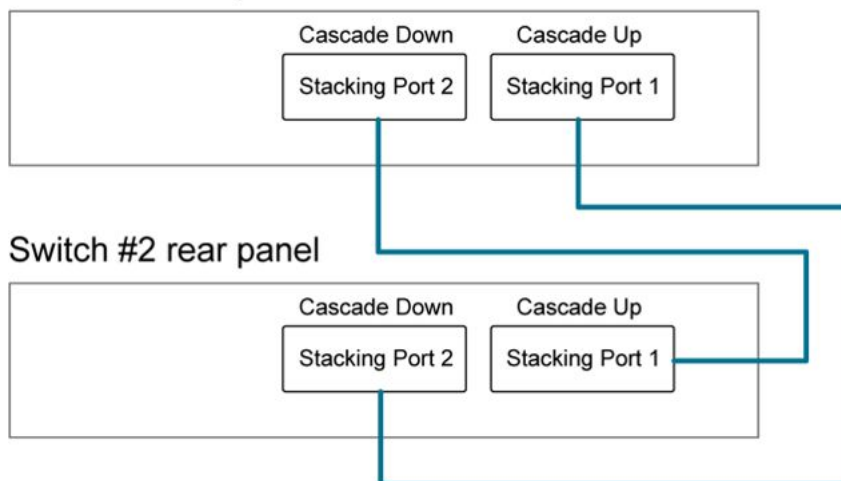 Cascade Down Cascade Up
Stacking Port 2 Stacking Port 1
Switch #2 rear panel
Cascade Down Cascade Up
Stacking Port 2 Stacking Port 1